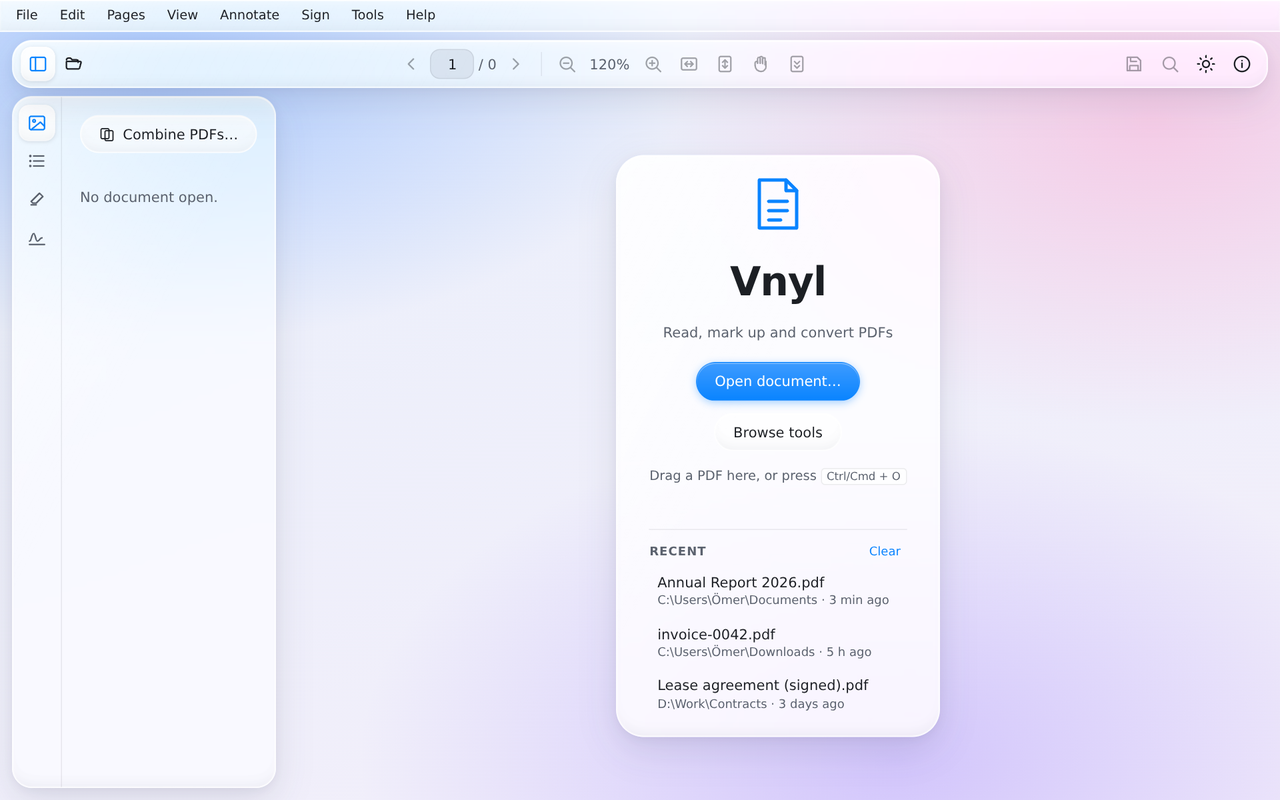 File Edit Pages View Annotate Sign Tools Help
1 / 0 120%
Combine PDFs...
No document open.
Vnyl
Read, mark up and convert PDFs
Open document...
Browse tools
Drag a PDF here, or press Ctrl/Cmd + O
RECENT Clear
Annual Report 2026.pdf
C:\Users\Ömer\Documents · 3 min ago
invoice-0042.pdf
C:\Users\Ömer\Downloads · 5 h ago
Lease agreement (signed).pdf
D:\Work\Contracts · 3 days ago